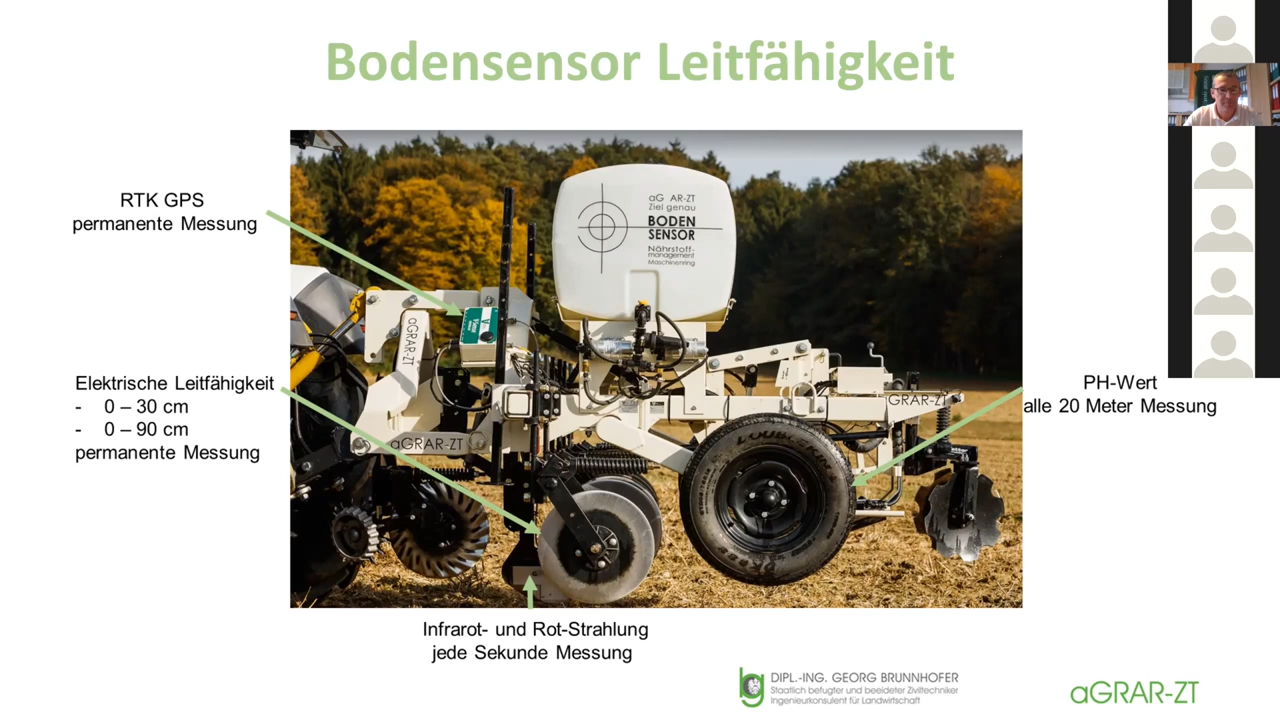 Bodensensor Leitfähigkeit
RTK GPS
permanente Messung
aG AR-ZT
Ziel genau
BODEN
SENSOR
Nährstoff-
management
Maschinenring
aGRAR-ZT
aGRAR-ZT
GRAR-ZT
Elektrische Leitfähigkeit
- 0 – 30 cm
- 0 – 90 cm
permanente Messung
PH-Wert
alle 20 Meter Messung
Infrarot- und Rot-Strahlung
jede Sekunde Messung
bg DIPL.-ING. GEORG BRUNNHOFER
Staatlich befugter und beeideter Ziviltechniker
Ingenieurkonsulent für Landwirtschaft
aGRAR-ZT